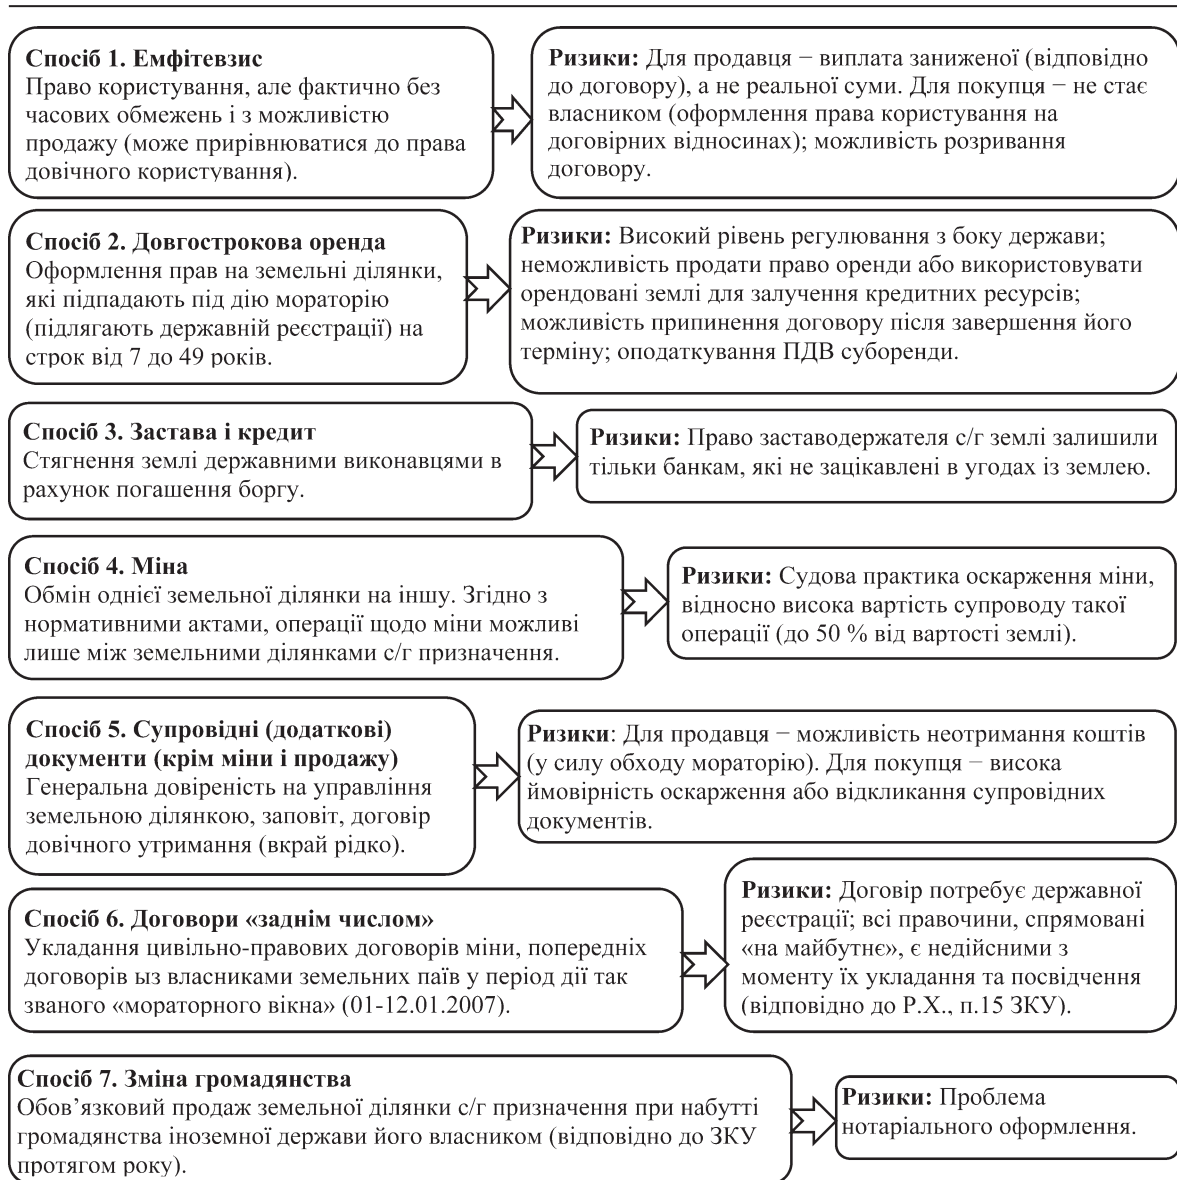 Спосіб 1. Емфітевзис
Право користування, але фактично без
часових обмежень і з можливістю
продажу (може прирівнюватися до права
довічного користування).
Ризики: Для продавця − виплата заниженої (відповідно
до договору), а не реальної суми. Для покупця − не стає
власником (оформлення права користування на
договірних відносинах); можливість розривання
договору.
Спосіб 2. Довгострокова оренда
Оформлення прав на земельні ділянки,
які підпадають під дію мораторію
(підлягають державній реєстрації) на
строк від 7 до 49 років.
Ризики: Високий рівень регулювання з боку держави;
неможливість продати право оренди або використовувати
орендовані землі для залучення кредитних ресурсів;
можливість припинення договору після завершення його
терміну; оподаткування ПДВ суборенди.
Спосіб 3. Застава і кредит
Стягнення землі державними виконавцями в
рахунок погашення боргу.
Ризики: Право заставодержателя с/г землі залишили
тільки банкам, які не зацікавлені в угодах із землею.
Спосіб 4. Міна
Обмін однієї земельної ділянки на іншу. Згідно з
нормативними актами, операції щодо міни можливі
лише між земельними ділянками с/г призначення.
Ризики: Судова практика оскарження міни,
відносно висока вартість супроводу такої
операції (до 50 % від вартості землі).
Спосіб 5. Супровідні (додаткові)
документи (крім міни і продажу)
Генеральна довіреність на управління
земельною ділянкою, заповіт, договір
довічного утримання (вкрай рідко).
Ризики: Для продавця − можливість неотримання коштів
(у силу обходу мораторію). Для покупця − висока
ймовірність оскарження або відкликання супровідних
документів.
Спосіб 6. Договори «заднім числом»
Укладання цивільно-правових договорів міни, попередніх
договорів ыз власниками земельних паїв у період дії так
званого «мораторного вікна» (01-12.01.2007).
Ризики: Договір потребує державної
реєстрації; всі правочини, спрямовані
«на майбутнє», є недійсними з
моменту їх укладання та посвідчення
(відповідно до Р.Х., п.15 ЗКУ).
Спосіб 7. Зміна громадянства
Обов’язковий продаж земельної ділянки с/г призначення при набутті
громадянства іноземної держави його власником (відповідно до ЗКУ
протягом року).
Ризики: Проблема
нотаріального оформлення.